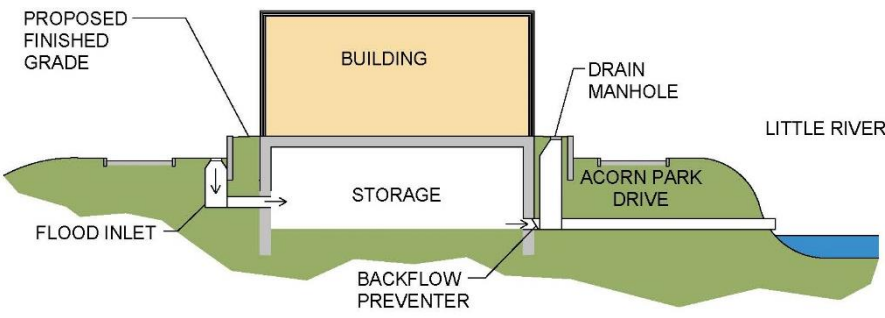 PROPOSED
FINISHED
GRADE
BUILDING
DRAIN
MANHOLE
LITTLE RIVER
STORAGE
ACORN PARK
DRIVE
FLOOD INLET
BACKFLOW
PREVENTER